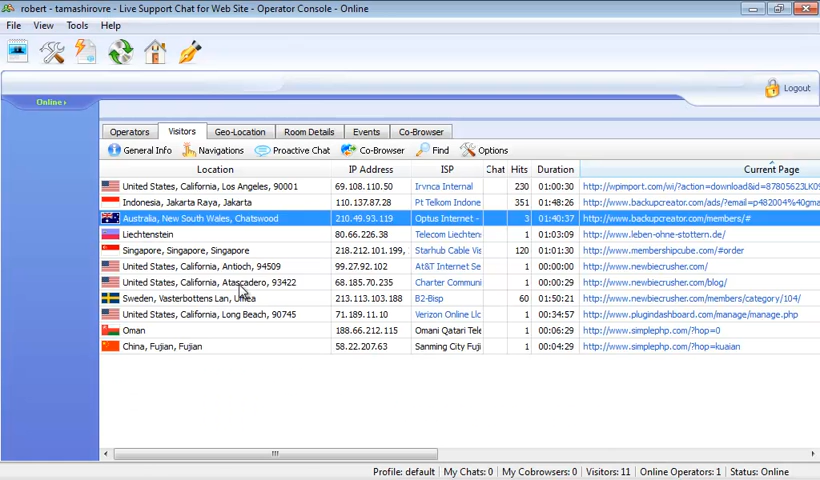 robert - tamashirovre - Live Support Chat for Web Site - Operator Console - Online
File View Tools Help
Online
Logout
Operators Visitors Geo-Location Room Details Events Co-Browser
General Info Navigations Proactive Chat Co-Browser Find Options
Location IP Address ISP Chat Hits Duration Current Page
United States, California, Los Angeles, 90001 69.108.110.50 Irvnca Internal 230 01:00:30 http://wpimport.com/wi/?action=download&id=87805623LK0
Indonesia, Jakarta Raya, Jakarta 110.137.87.28 Pt Telkom Indone 351 01:48:26 http://www.backupcreator.com/ads/?email=p482004%40gmai
Australia, New South Wales, Chatswood 210.49.93.119 Optus Internet - 3 01:40:37 http://www.backupcreator.com/members/#
Liechtenstein 80.66.226.38 Telecom Liechten: 1 01:03:09 http://www.leben-ohne-stottern.de/
Singapore, Singapore, Singapore 218.212.101.199, Starhub Cable Vis 120 01:01:30 http://www.membershipcube.com/#order
United States, California, Antioch, 94509 99.27.92.102 At&T Internet Se 1 00:00:00 http://www.newbiecrusher.com/
United States, California, Atascadero, 93422 68.185.70.235 Charter Communi 1 00:00:00 http://www.newbiecrusher.com/blog/
Sweden, Vasterbottens Lan, Umea 213.113.103.188 B2-Bisp 60 01:50:21 http://www.newbiecrusher.com/members/category/104/
United States, California, Long Beach, 90745 71.189.11.10 Verizon Online Llc 1 00:34:57 http://www.plugindashboard.com/manage/manage.php
Oman 188.66.212.115 Omani Qatari Tele 1 00:06:29 http://www.simplephp.com/?hop=0
China, Fujian, Fujian 58.22.207.63 Sanming City Fuji 1 00:04:29 http://www.simplephp.com/?hop=kuaian
Profile: default My Chats: 0 My Cobrowsers: 0 Visitors: 11 Online Operators: 1 Status: Online